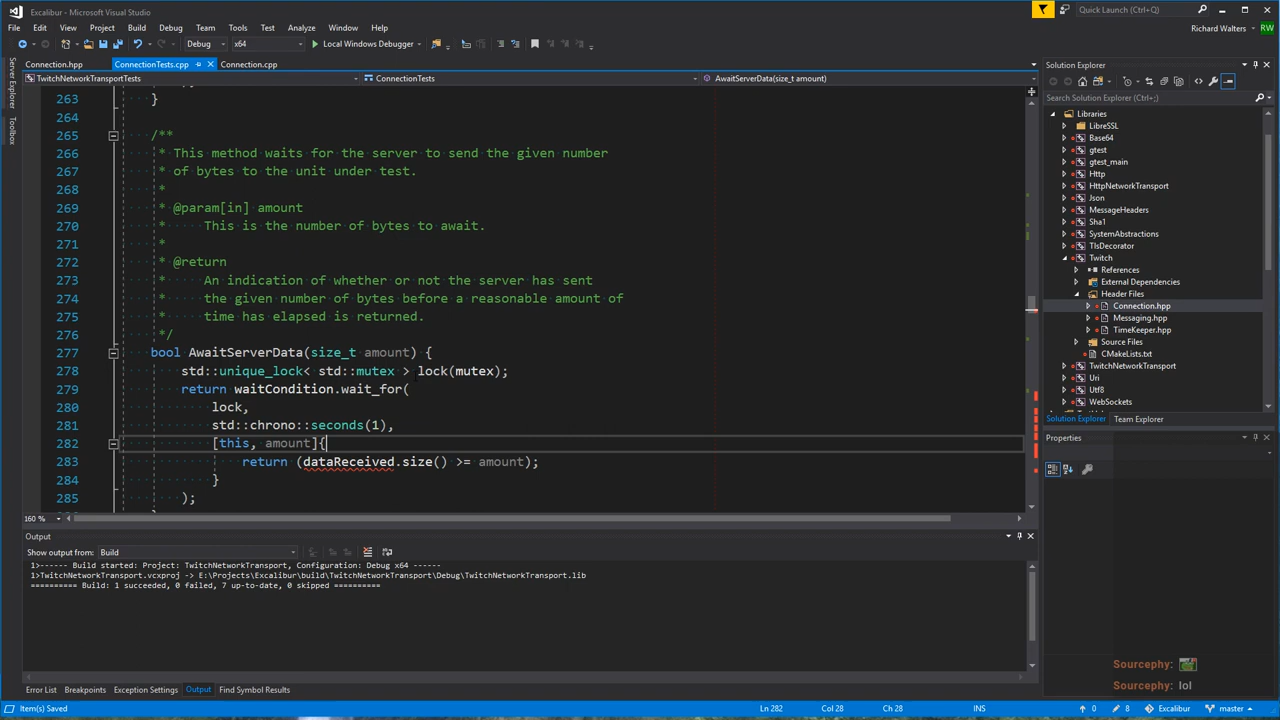 Excalibur - Microsoft Visual Studio
Quick Launch (Ctrl+Q)
File Edit View Project Build Debug Team Tools Test Analyze Window Help
Richard Walters RW
Debug x64 Local Windows Debugger
Server Explorer
Toolbox
Connection.hpp ConnectionTests.cpp Connection.cpp
TwitchNetworkTransportTests ConnectionTests AwaitServerData(size_t amount)
263 }
264
265 /**
266 * This method waits for the server to send the given number
267 * of bytes to the unit under test.
268 *
269 * @param[in] amount
270 * This is the number of bytes to await.
271 *
272 * @return
273 * An indication of whether or not the server has sent
274 * the given number of bytes before a reasonable amount of
275 * time has elapsed is returned.
276 */
277 bool AwaitServerData(size_t amount) {
278 std::unique_lock< std::mutex > lock(mutex);
279 return waitCondition.wait_for(
280 lock,
281 std::chrono::seconds(1),
282 [this, amount]{
283 return (dataReceived.size() >= amount);
284 }
285 );
160 %
Output
Show output from: Build
1>------ Build started: Project: TwitchNetworkTransport, Configuration: Debug x64 ------
1>TwitchNetworkTransport.vcxproj -> E:\Projects\Excalibur\build\TwitchNetworkTransport\Debug\TwitchNetworkTransport.lib
========== Build: 1 succeeded, 0 failed, 7 up-to-date, 0 skipped ==========
Error List Breakpoints Exception Settings Output Find Symbol Results
Solution Explorer
Search Solution Explorer (Ctrl+;)
Libraries
LibreSSL
Base64
gtest
gtest_main
Http
HttpNetworkTransport
Json
MessageHeaders
Sha1
SystemAbstractions
TlsDecorator
Twitch
References
External Dependencies
Header Files
Connection.hpp
Messaging.hpp
TimeKeeper.hpp
Source Files
CMakeLists.txt
TwitchNetworkTransport
Uri
Utf8
WebSockets
Solution Explorer Team Explorer
Properties
Sourcephy:
Sourcephy: lol
Item(s) Saved Ln 282 Col 28 Ch 28 INS 0 8 Excalibur master